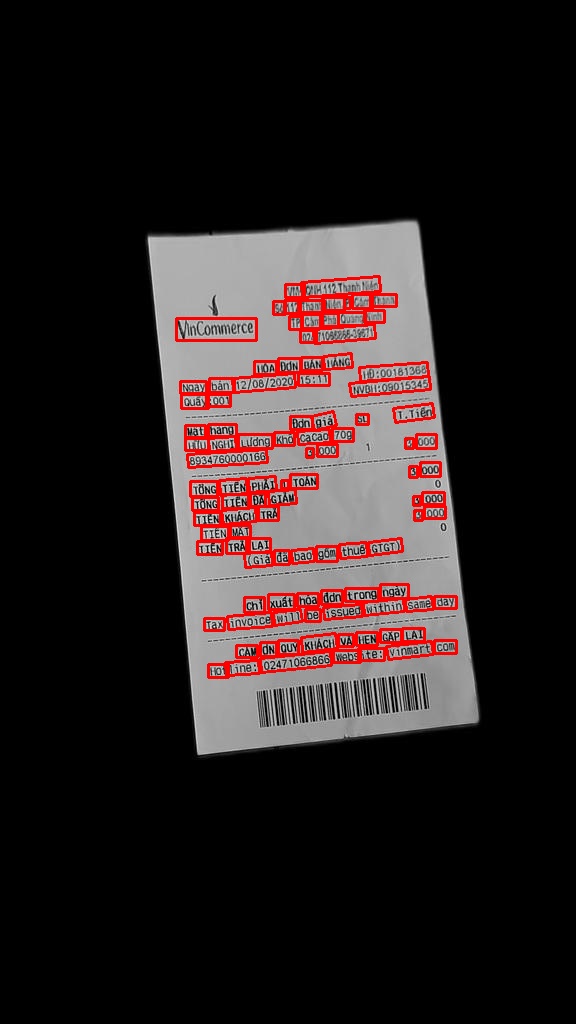 VinCommerce
VM+ QNH 112 Thanh Niên
Số 112 Thanh Niên P. Cẩm Thành
TP. Cẩm Phả Quảng Ninh
02471066866-39671
HÓA ĐƠN BÁN HÀNG
Ngày bán: 12/08/2020 15:11 HĐ:00181368
Quầy:001 NVBH:09015345
Mặt hàng Đơn giá SL T.Tiền
HỮU NGHỊ Lương Khô CaCao 70g
8934760000166 000 1 000
TỔNG TIỀN PHẢI T.TOÁN 000
TỔNG TIỀN ĐÃ GIẢM 0
TIỀN KHÁCH TRẢ 000
TIỀN MẶT 000
TIỀN TRẢ LẠI 0
(Giá đã bao gồm thuế GTGT)
Chỉ xuất hóa đơn trong ngày
Tax invoice will be issued within same day
CẢM ƠN QUÝ KHÁCH VÀ HẸN GẶP LẠI
Hotline: 02471066866 Website: vinmart.com